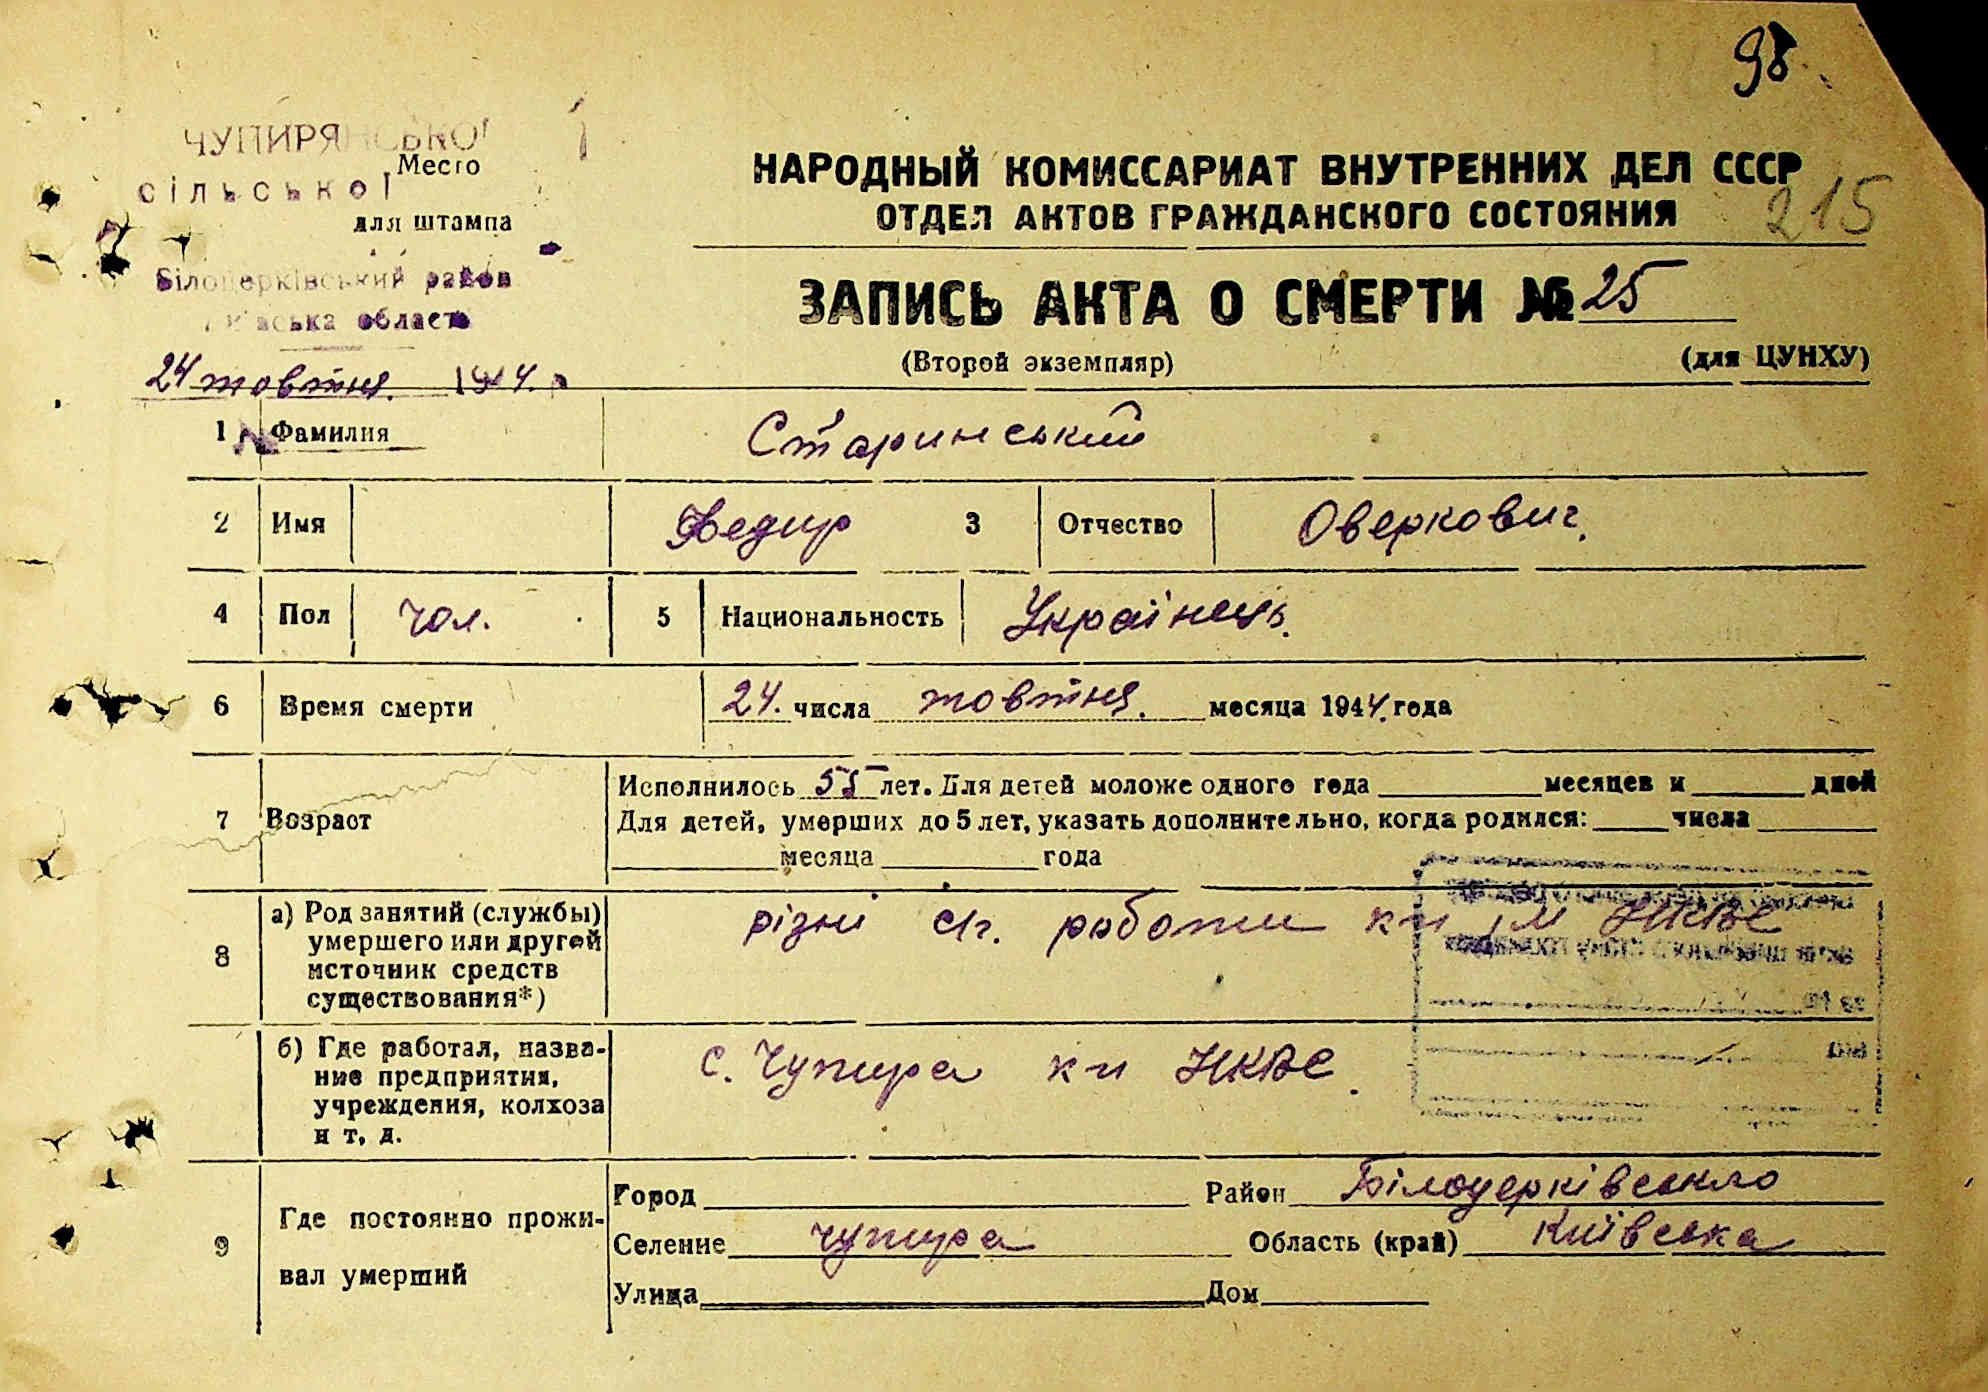 98
ЧУПИРЯНСЬКОЇ
Место
сільської
для штампа
НАРОДНЫЙ КОМИССАРИАТ ВНУТРЕННИХ ДЕЛ СССР
ОТДЕЛ АКТОВ ГРАЖДАНСКОГО СОСТОЯНИЯ
215
Білоцерківський район
Київська область
ЗАПИСЬ АКТА О СМЕРТИ № 25
(Второй экземпляр)
(для ЦУНХУ)
24 жовтня 1944.
1 Фамилия Старинський
2 Имя Федир 3 Отчество Оверкович.
4 Пол чол. 5 Национальность Українець.
6 Время смерти 24. числа жовтня. месяца 1944. года
7 Возраст
Исполнилось 55 лет. Для детей моложе одного года месяцев и дней
Для детей, умерших до 5 лет, указать дополнительно, когда родился: числа
месяца года
8 а) Род занятий (службы)
умершего или другой
источник средств
существования*)
різні с/г. роботи к-п ім НКВС
б) Где работал, назва-
ние предприятия,
учреждения, колхоза
и т. д.
с. Чупира к-п НКВС.
9 Где постоянно прожи-
вал умерший
Город Район Білоцерківського
Селение Чупира Область (край) Київська
Улица Дом